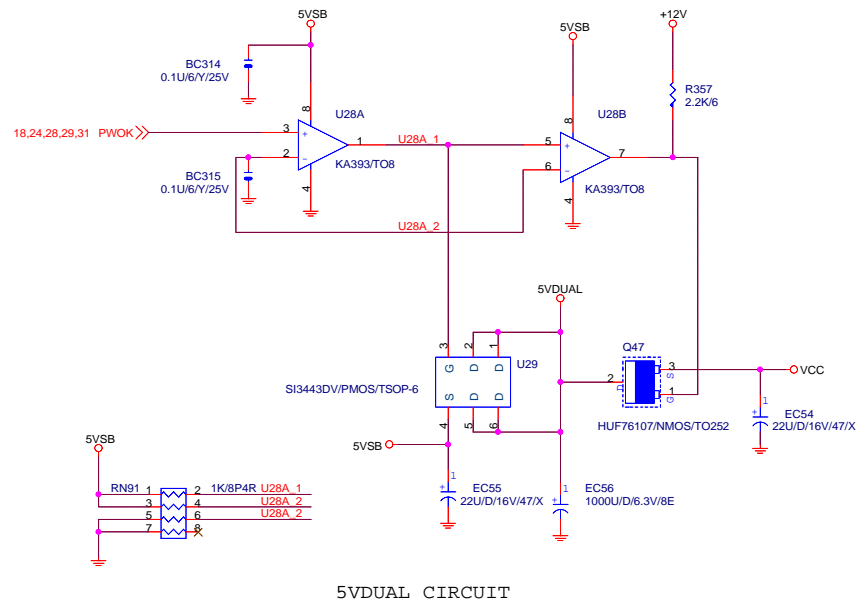 5VSB
+12V
5VSB
BC314
0.1U/6/Y/25V
R357
2.2K/6
8
U28A
8
U28B
18,24,28,29,31 PWOK
3
+
1
U28A_1
5
+
2
-
7
6
-
BC315
0.1U/6/Y/25V
4
KA393/TO8
4
KA393/TO8
U28A_2
5VDUAL
3
2
1
U29
Q47
G
D
D
2
D
3
S
VCC
SI3443DV/PMOS/TSOP-6
S
D
D
1
G
1
4
5
6
HUF76107/NMOS/TO252
+
EC54
22U/D/16V/47/X
5VSB
5VSB
1
EC55
22U/D/16V/47/X
+
1
EC56
1000U/D/6.3V/8E
+
RN91
1
2
1K/8P4R
U28A_1
3
4
U28A_2
5
6
U28A_2
7
8
5VDUAL CIRCUIT